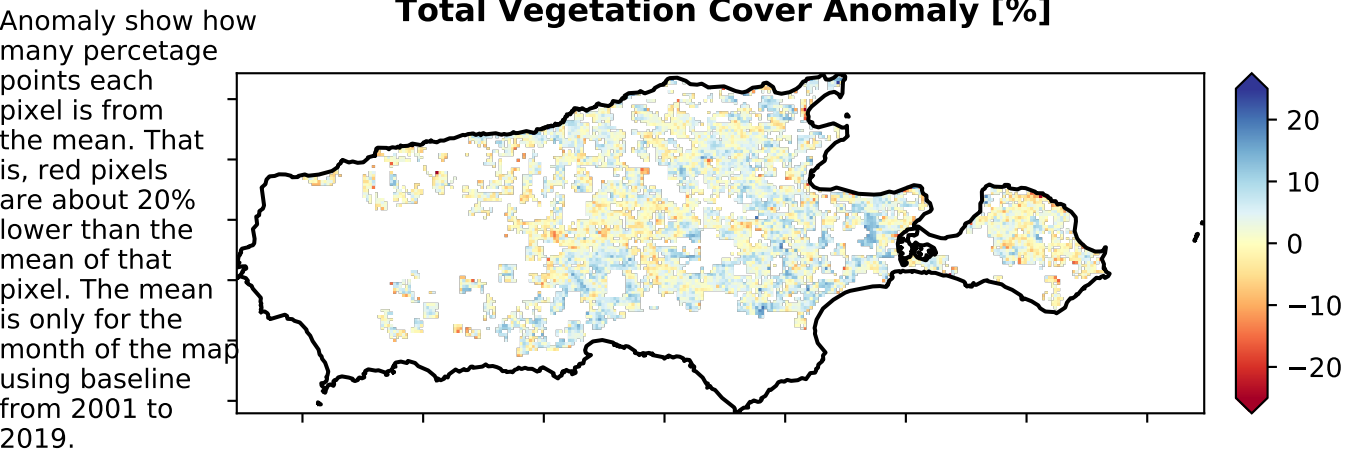 Total Vegetation Cover Anomaly [%]
Anomaly show how
many percetage
points each
pixel is from
the mean. That
is, red pixels
are about 20%
lower than the
mean of that
pixel. The mean
is only for the
month of the map
using baseline
from 2001 to
2019.
20
10
0
−10
−20